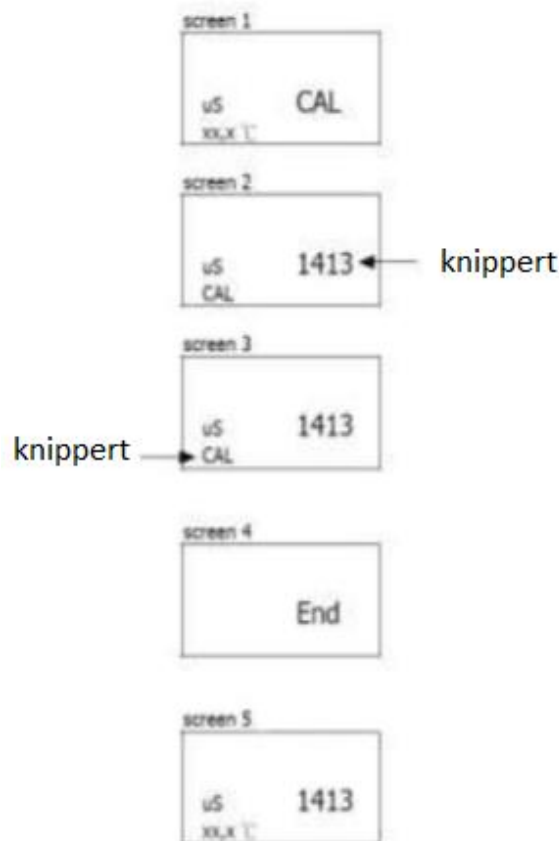 screen 1
uS CAL
xx,x ℃
screen 2
uS 1413 knippert
CAL
screen 3
uS 1413
knippert CAL
screen 4
End
screen 5
uS 1413
xx,x ℃